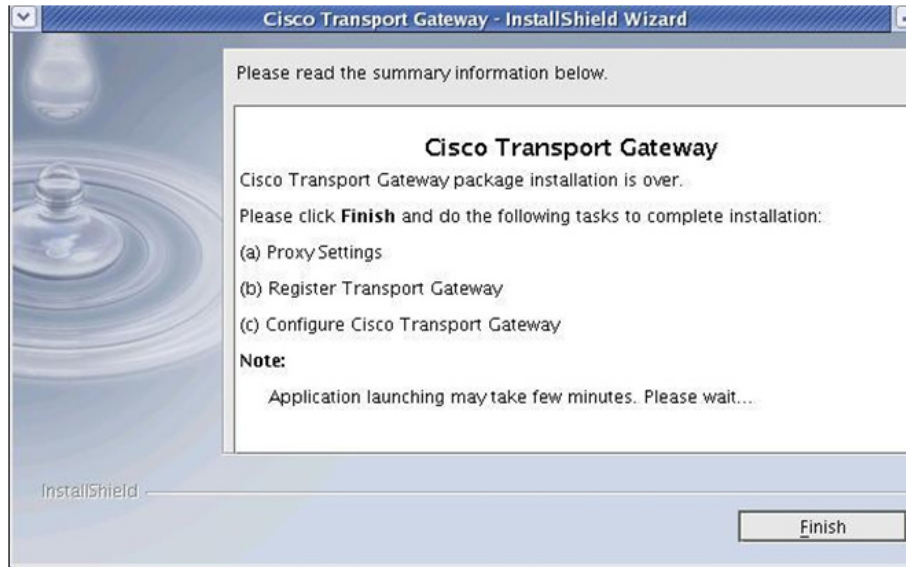 Cisco Transport Gateway - InstallShield Wizard
Please read the summary information below.
Cisco Transport Gateway
Cisco Transport Gateway package installation is over.
Please click Finish and do the following tasks to complete installation:
(a) Proxy Settings
(b) Register Transport Gateway
(c) Configure Cisco Transport Gateway
Note:
Application launching may take few minutes. Please wait...
InstallShield
Finish